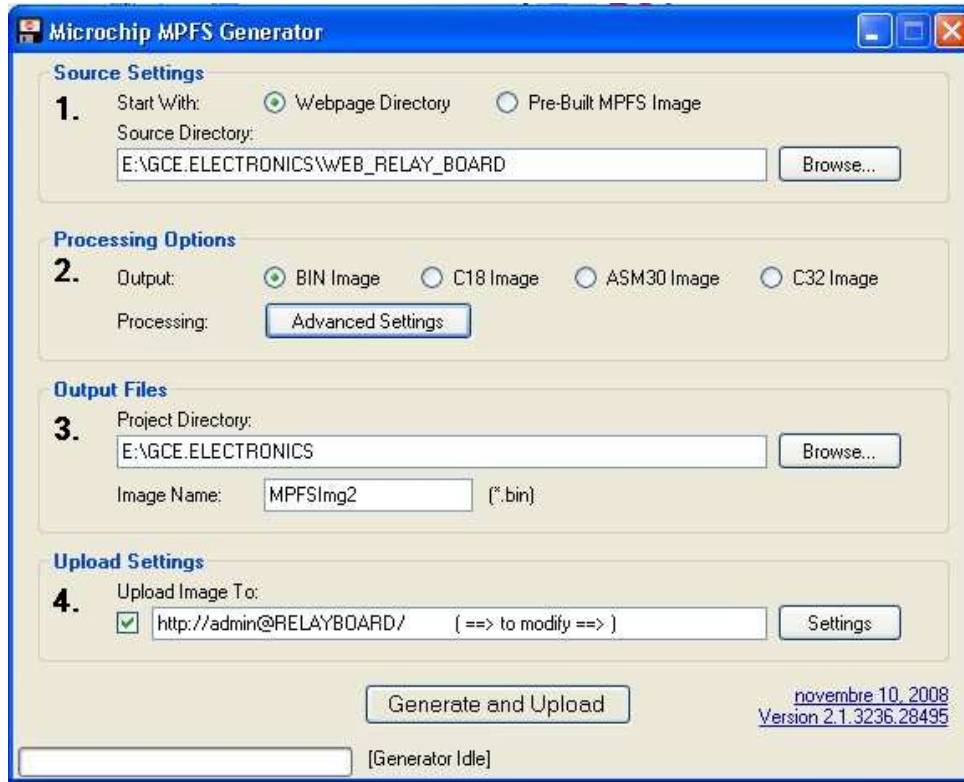 Microchip MPFS Generator
Source Settings
1.
Start With: Webpage Directory Pre-Built MPFS Image
Source Directory:
E:\GCE.ELECTRONICS\WEB_RELAY_BOARD Browse...
Processing Options
2.
Output: BIN Image C18 Image ASM30 Image C32 Image
Processing: Advanced Settings
Output Files
3.
Project Directory:
E:\GCE.ELECTRONICS Browse...
Image Name: MPFSImg2 (*.bin)
Upload Settings
4.
Upload Image To:
http://admin@RELAYBOARD/ ( ==> to modify ==> ) Settings
Generate and Upload
novembre 10, 2008
Version 2.1.3236.28495
[Generator Idle]